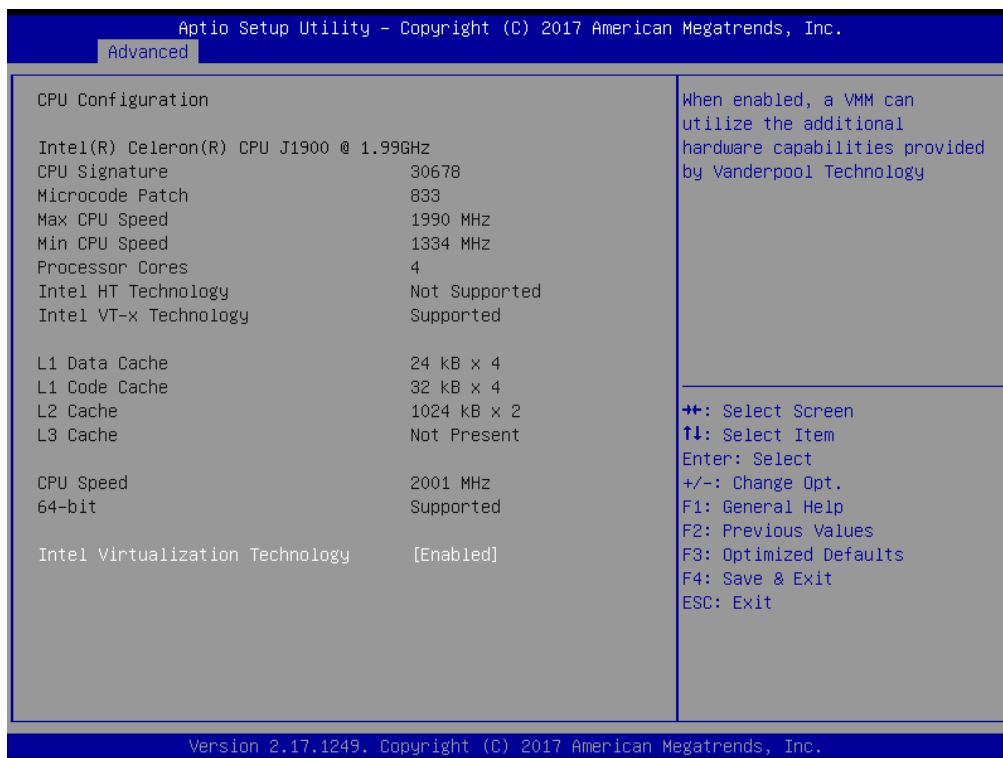 Aptio Setup Utility – Copyright (C) 2017 American Megatrends, Inc.
Advanced
CPU Configuration
Intel(R) Celeron(R) CPU J1900 @ 1.99GHz
CPU Signature 30678
Microcode Patch 833
Max CPU Speed 1990 MHz
Min CPU Speed 1334 MHz
Processor Cores 4
Intel HT Technology Not Supported
Intel VT-x Technology Supported
L1 Data Cache 24 kB x 4
L1 Code Cache 32 kB x 4
L2 Cache 1024 kB x 2
L3 Cache Not Present
CPU Speed 2001 MHz
64-bit Supported
Intel Virtualization Technology [Enabled]
When enabled, a VMM can
utilize the additional
hardware capabilities provided
by Vanderpool Technology
→←: Select Screen
↑↓: Select Item
Enter: Select
+/-: Change Opt.
F1: General Help
F2: Previous Values
F3: Optimized Defaults
F4: Save & Exit
ESC: Exit
Version 2.17.1249. Copyright (C) 2017 American Megatrends, Inc.